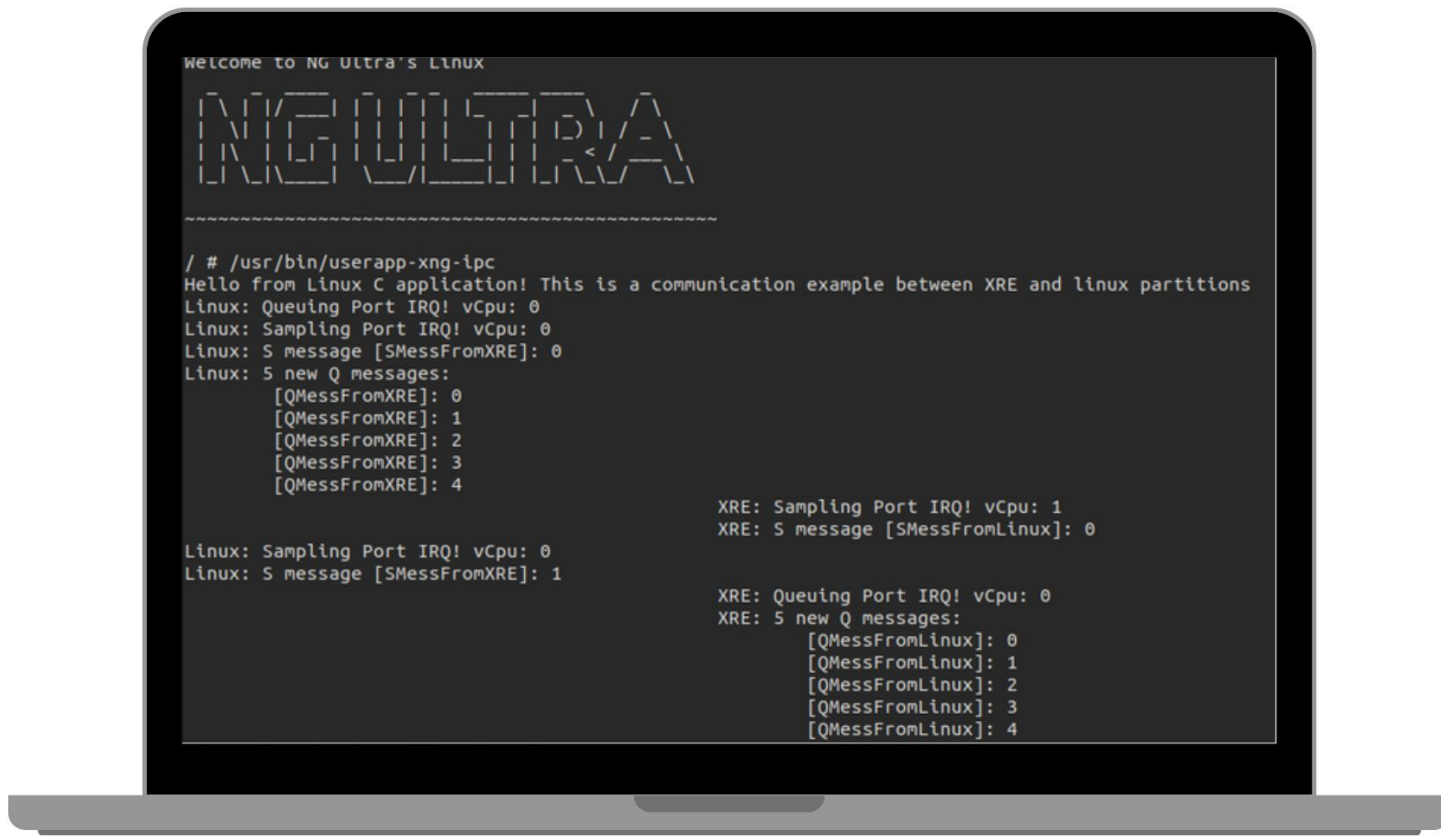 Welcome to NG Ultra's Linux
NG ULTRA
~~~~~~~~~~~~~~~~~~~~~~~~~~~~~~~~~~~~~~~~~~~~~~~~
/ # /usr/bin/userapp-xng-ipc
Hello from Linux C application! This is a communication example between XRE and linux partitions
Linux: Queuing Port IRQ! vCpu: 0
Linux: Sampling Port IRQ! vCpu: 0
Linux: S message [SMessFromXRE]: 0
Linux: 5 new Q messages:
[QMessFromXRE]: 0
[QMessFromXRE]: 1
[QMessFromXRE]: 2
[QMessFromXRE]: 3
[QMessFromXRE]: 4
XRE: Sampling Port IRQ! vCpu: 1
XRE: S message [SMessFromLinux]: 0
Linux: Sampling Port IRQ! vCpu: 0
Linux: S message [SMessFromXRE]: 1
XRE: Queuing Port IRQ! vCpu: 0
XRE: 5 new Q messages:
[QMessFromLinux]: 0
[QMessFromLinux]: 1
[QMessFromLinux]: 2
[QMessFromLinux]: 3
[QMessFromLinux]: 4